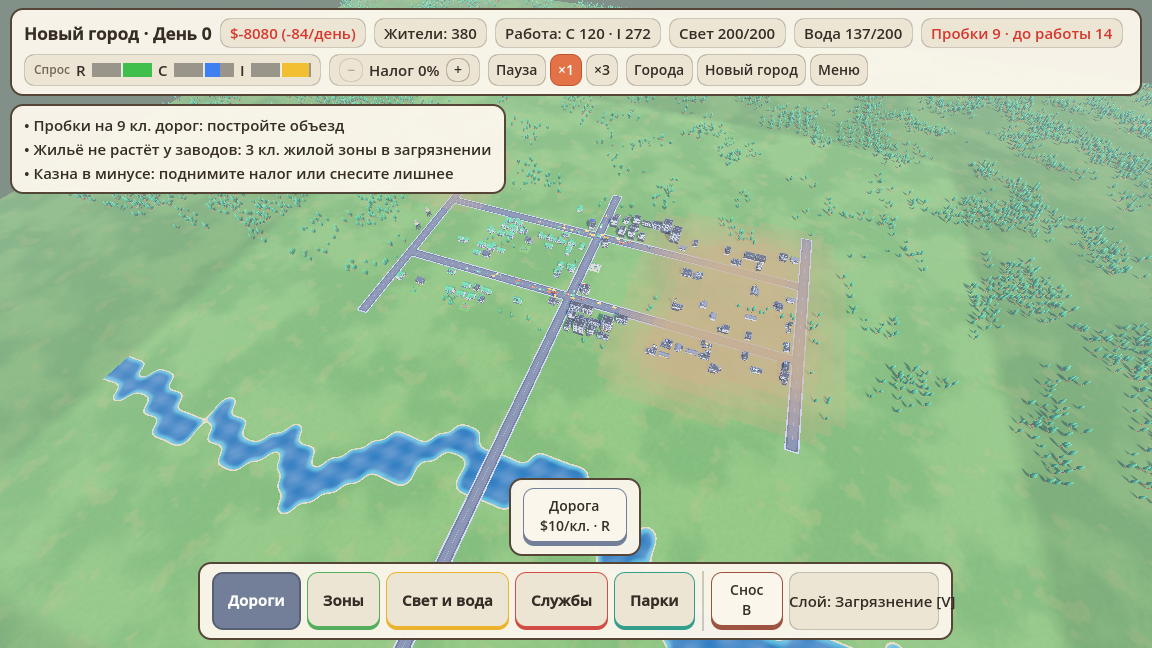 Новый город · День 0
$-8080 (-84/день)
Жители: 380
Работа: C 120 · I 272
Свет 200/200
Вода 137/200
Пробки 9 · до работы 14
Спрос R C I
− Налог 0% +
Пауза
×1
×3
Города
Новый город
Меню
• Пробки на 9 кл. дорог: постройте объезд
• Жильё не растёт у заводов: 3 кл. жилой зоны в загрязнении
• Казна в минусе: поднимите налог или снесите лишнее
Дорога
$10/кл. · R
Дороги
Зоны
Свет и вода
Службы
Парки
Снос
B
Слой: Загрязнение [V]